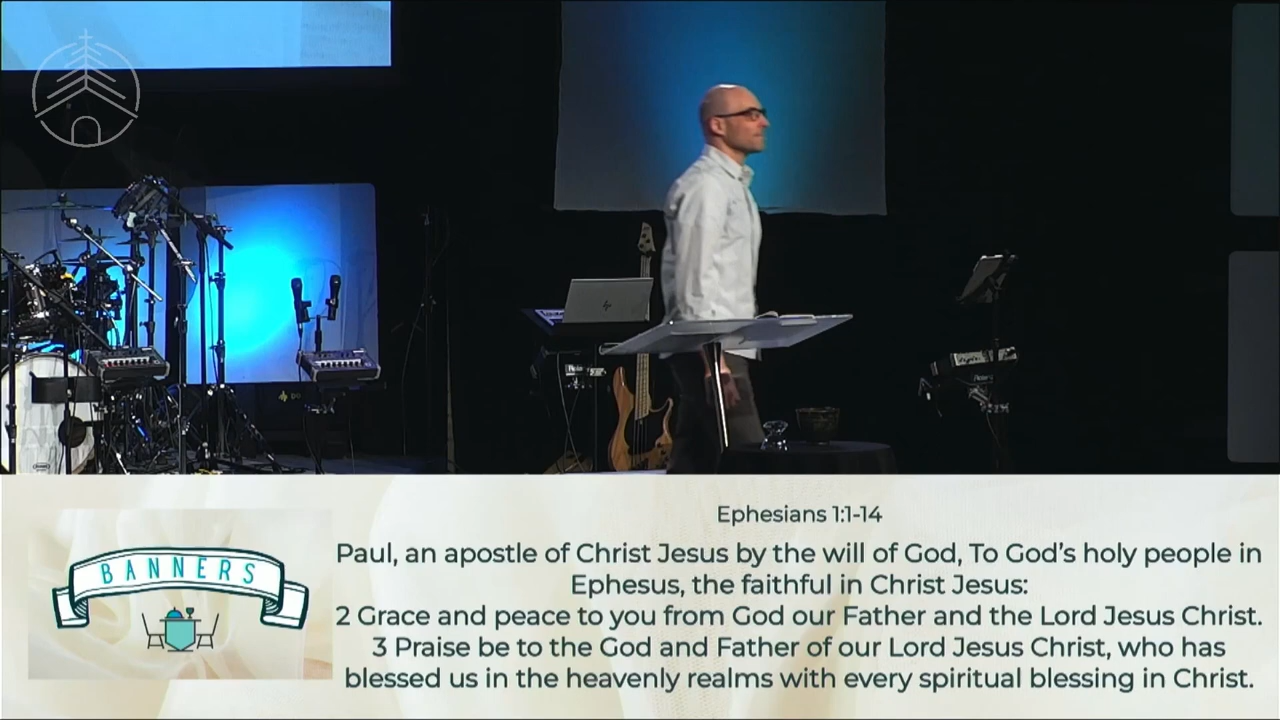 Ephesians 1:1-14
Paul, an apostle of Christ Jesus by the will of God, To God’s holy people in
Ephesus, the faithful in Christ Jesus:
2 Grace and peace to you from God our Father and the Lord Jesus Christ.
3 Praise be to the God and Father of our Lord Jesus Christ, who has
blessed us in the heavenly realms with every spiritual blessing in Christ.
BANNERS
hp